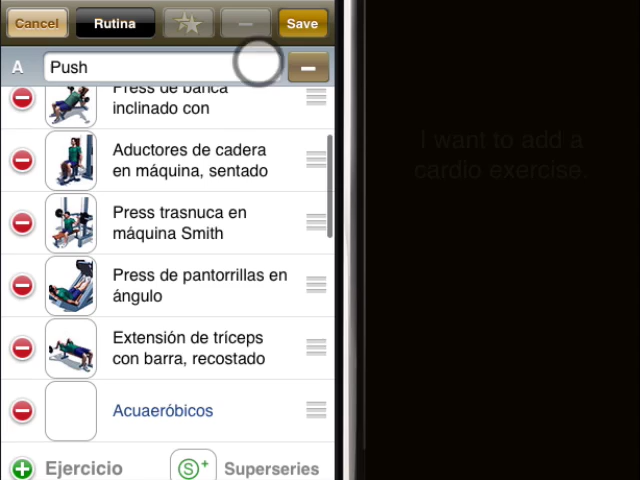 Cancel Rutina Save
A Push
Press de banca
inclinado con
Aductores de cadera
en máquina, sentado
Press trasnuca en
máquina Smith
Press de pantorrillas en
ángulo
Extensión de tríceps
con barra, recostado
Acuaeróbicos
Ejercicio S+ Superseries
I want to add a
cardio exercise.